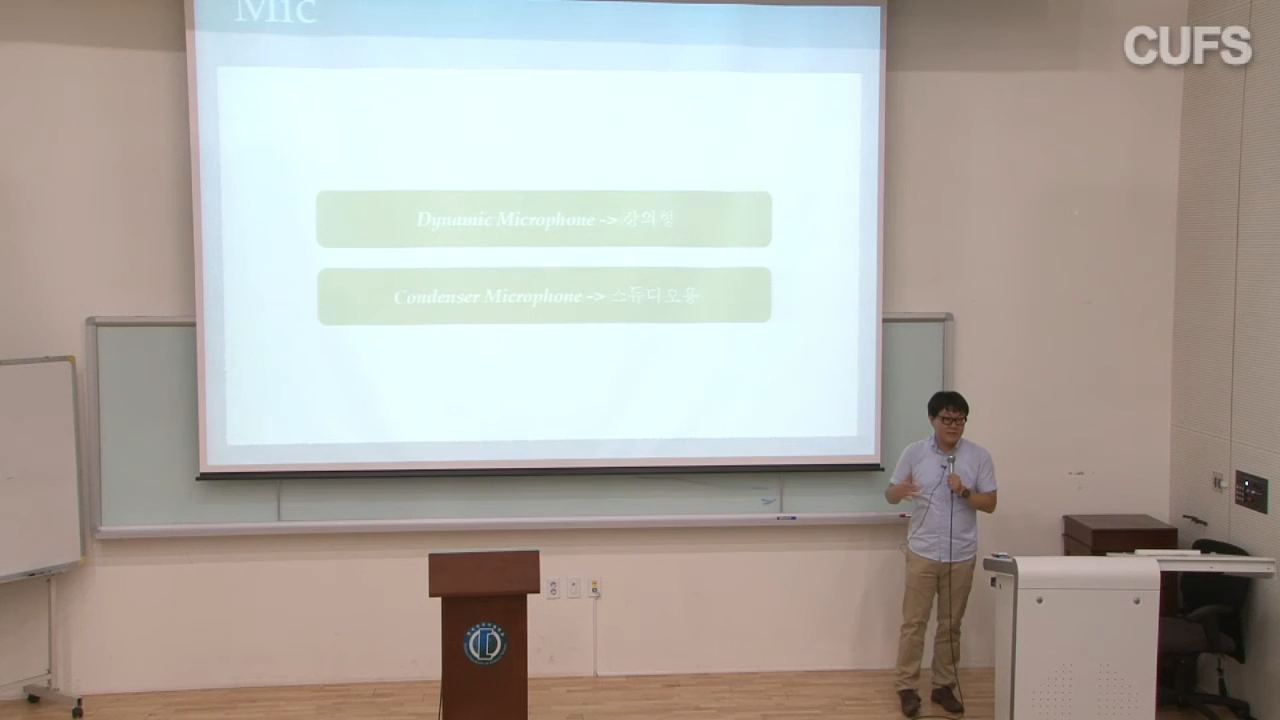 Mic
CUFS
Dynamic Microphone -> 강의형
Condenser Microphone -> 스튜디오용